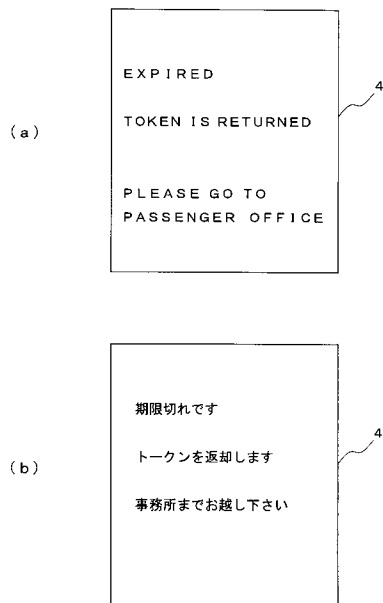 (a)
EXPIRED
TOKEN IS RETURNED
PLEASE GO TO
PASSENGER OFFICE
4
(b)
期限切れです
トークンを返却します
事務所までお越し下さい
4